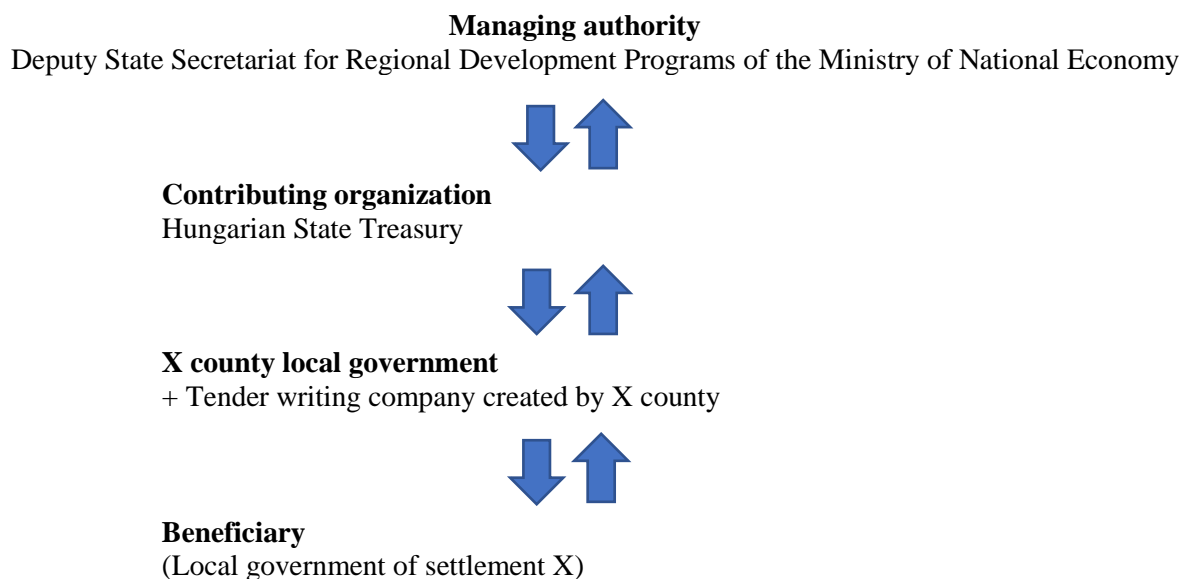 Managing authority
Deputy State Secretariat for Regional Development Programs of the Ministry of National Economy
Contributing organization
Hungarian State Treasury
X county local government
+ Tender writing company created by X county
Beneficiary
(Local government of settlement X)